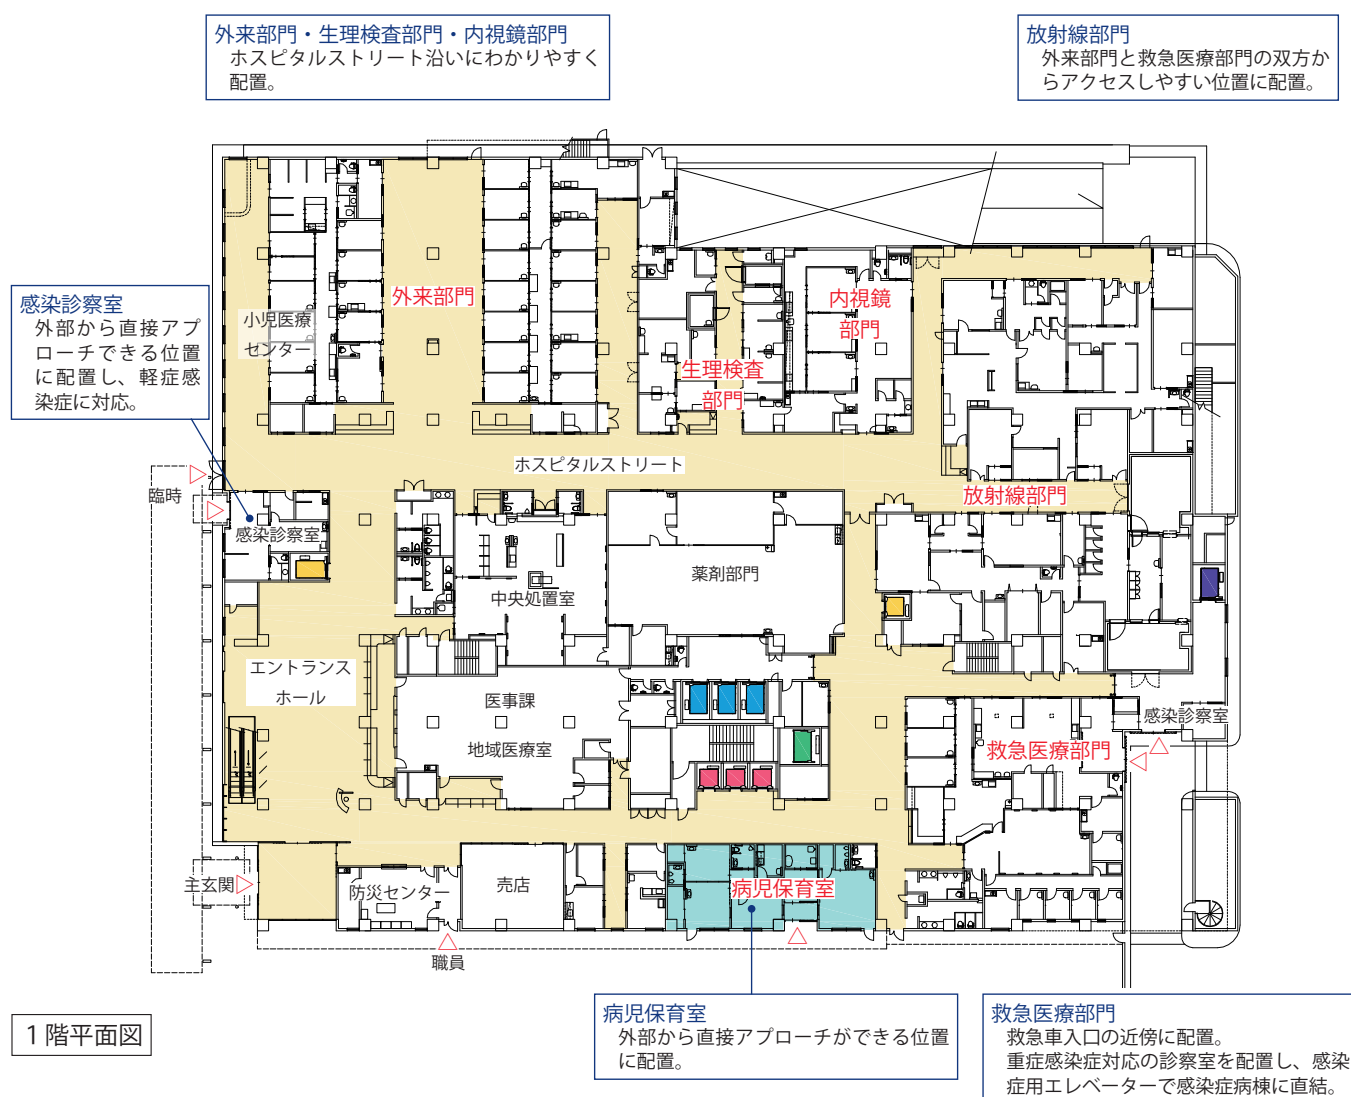 外来部門・生理検査部門・内視鏡部門
ホスピタルストリート沿いにわかりやすく
配置。
放射線部門
外来部門と救急医療部門の双方か
らアクセスしやすい位置に配置。
感染診察室
外部から直接アプ
ローチできる位置
に配置し、軽症感
染症に対応。
小児医療
センター
外来部門
生理検査
部門
内視鏡
部門
ホスピタルストリート
放射線部門
臨時
感染診察室
中央処置室
薬剤部門
エントランス
ホール
医事課
地域医療室
感染診察室
救急医療部門
主玄関
防災センター
売店
病児保育室
職員
病児保育室
外部から直接アプローチができる位置
に配置。
救急医療部門
救急車入口の近傍に配置。
重症感染症対応の診察室を配置し、感染
症用エレベーターで感染症病棟に直結。
1階平面図